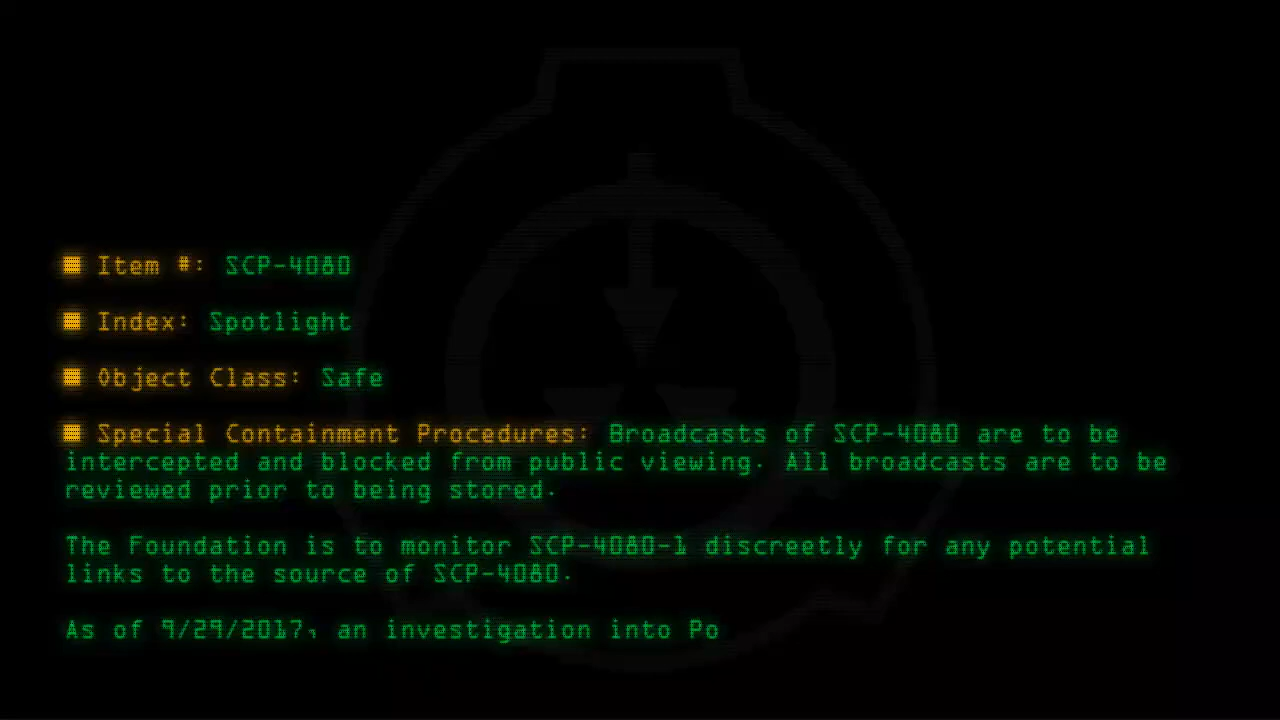 ■ Item #: SCP-4080
■ Index: Spotlight
■ Object Class: Safe
■ Special Containment Procedures: Broadcasts of SCP-4080 are to be
intercepted and blocked from public viewing. All broadcasts are to be
reviewed prior to being stored.
The Foundation is to monitor SCP-4080-1 discreetly for any potential
links to the source of SCP-4080.
As of 9/29/2017, an investigation into Po